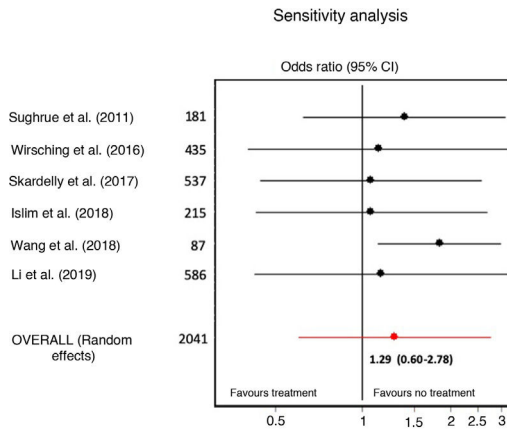 Sensitivity analysis
Odds ratio (95% CI)
Sughrue et al. (2011) 181
Wirsching et al. (2016) 435
Skardelly et al. (2017) 537
Islim et al. (2018) 215
Wang et al. (2018) 87
Li et al. (2019) 586
OVERALL (Random effects) 2041
1.29 (0.60-2.78)
Favours treatment Favours no treatment
0.5 1 1.5 2 2.5 3